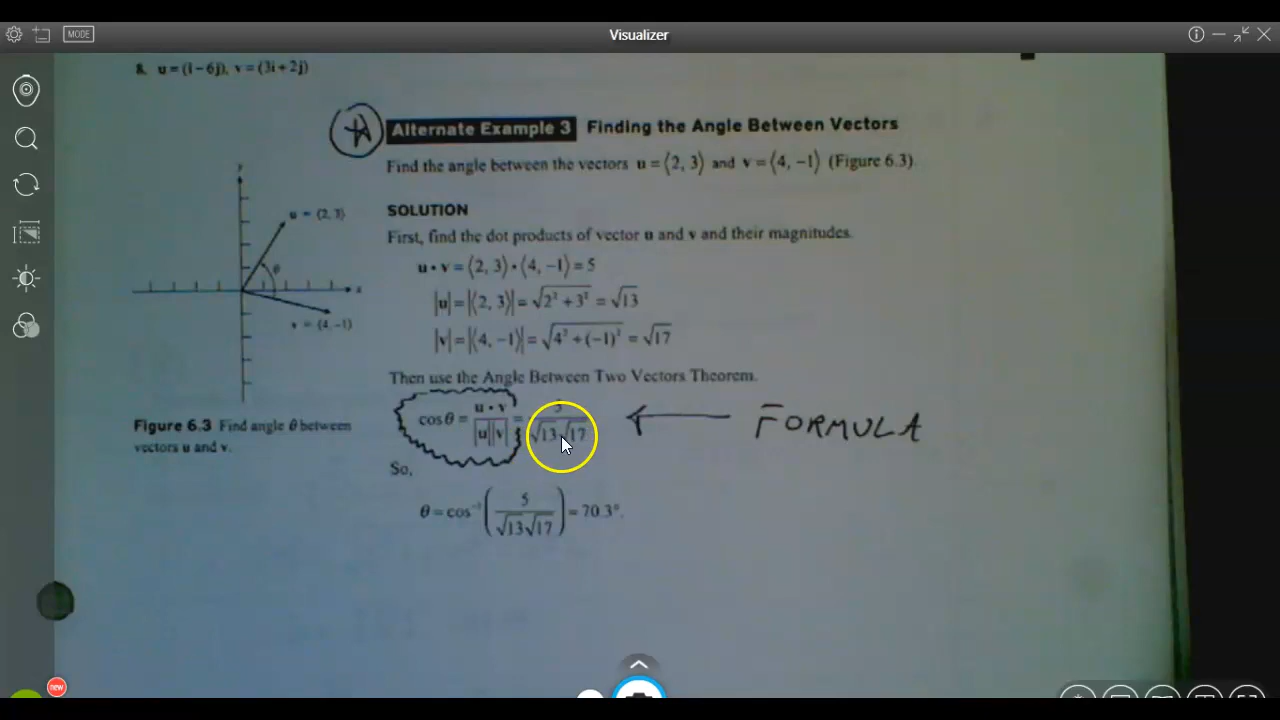 MODE
Visualizer
8. u=(i−6j), v=(3i+2j)
A Alternate Example 3 Finding the Angle Between Vectors
Find the angle between the vectors u = ⟨2, 3⟩ and v = ⟨4, −1⟩ (Figure 6.3).
SOLUTION
First, find the dot products of vector u and v and their magnitudes.
u • v = ⟨2, 3⟩ • ⟨4, −1⟩ = 5
|u| = |⟨2, 3⟩| = √2² + 3² = √13
|v| = |⟨4, −1⟩| = √4² + (−1)² = √17
Then use the Angle Between Two Vectors Theorem.
cosθ = u • v / |u||v| = 5 / √13√17
FORMULA
So,
θ = cos⁻¹ (5 / √13√17) = 70.3°.
y
u = ⟨2, 3⟩
θ
x
v = ⟨4, −1⟩
Figure 6.3 Find angle θ between
vectors u and v.
new